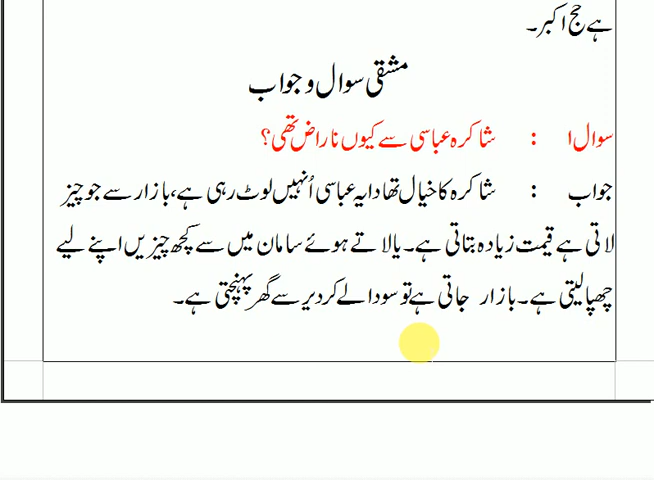 ہے حج اکبر۔
مشقی سوال و جواب
سوال ۱ : شاکرہ عباسی سے کیوں ناراض تھی؟
جواب : شاکرہ کا خیال تھا دایہ عباسی اُنہیں لوٹ رہی ہے، بازار سے جو چیز
لاتی ہے قیمت زیادہ بتاتی ہے۔ یا لاتے ہوئے سامان میں سے کچھ چیزیں اپنے لیے
چھپا لیتی ہے۔ بازار جاتی ہے تو سودا لے کر دیر سے گھر پہنچتی ہے۔